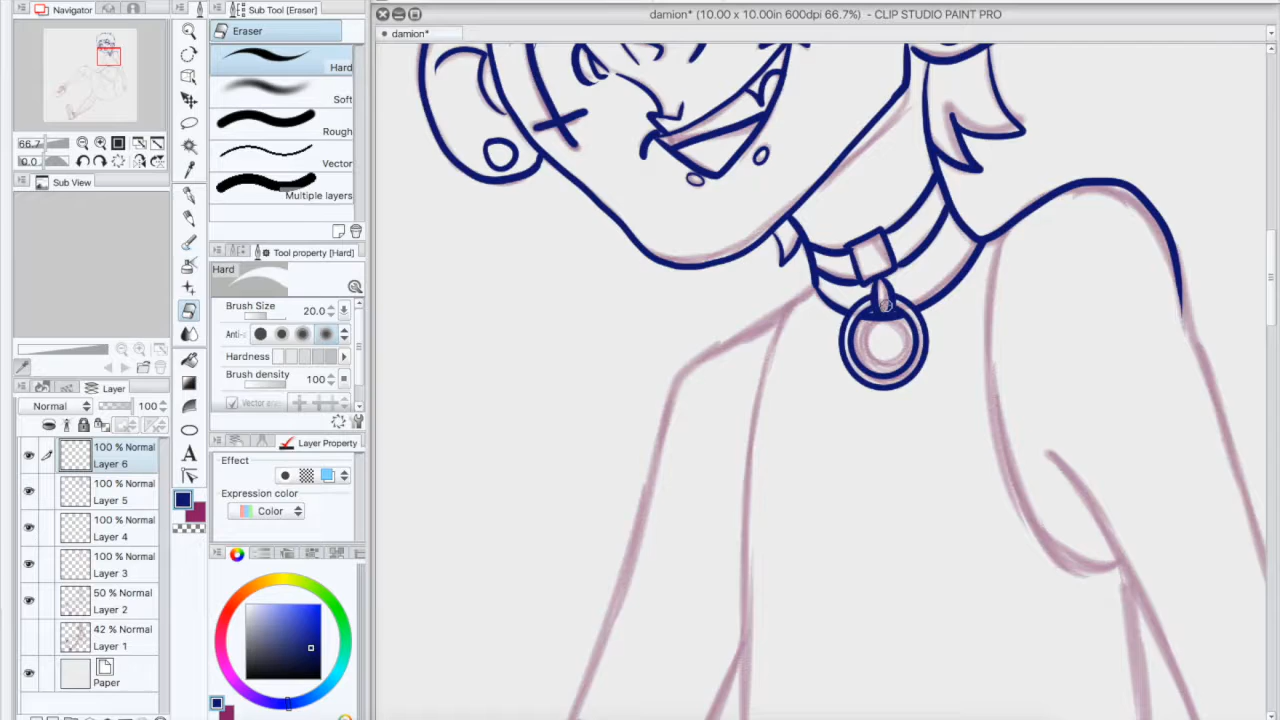 Navigator
Sub Tool [Eraser]
damion* (10.00 x 10.00in 600dpi 66.7%) - CLIP STUDIO PAINT PRO
Eraser
damion*
Hard
Soft
Rough
Vector
Multiple layers
66.7
0.0
Sub View
Tool property [Hard]
Hard
Brush Size
20.0
Anti-
Hardness
Brush density
100
Vector
Layer
Normal
100
100 % Normal
Layer 6
100 % Normal
Layer 5
100 % Normal
Layer 4
100 % Normal
Layer 3
50 % Normal
Layer 2
42 % Normal
Layer 1
Paper
Layer Property
Effect
Expression color
Color
A